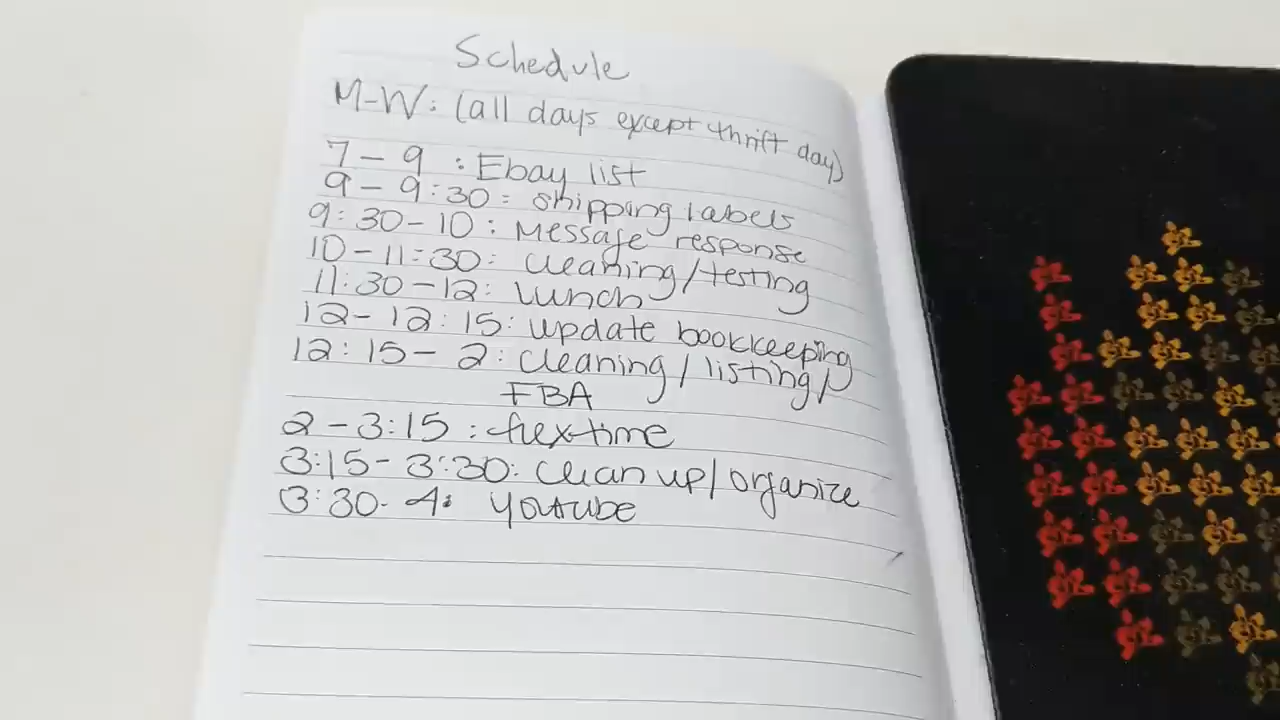 Schedule
M-W: (all days except thrift day)
7-9 : Ebay list
9-9:30: shipping labels
9:30-10: Message response
10-11:30: cleaning/testing
11:30-12: lunch
12-12:15: update bookkeeping
12:15-2: cleaning/listing/
FBA
2-3:15 : flex time
3:15-3:30: clean up/organize
3:30-4: Youtube